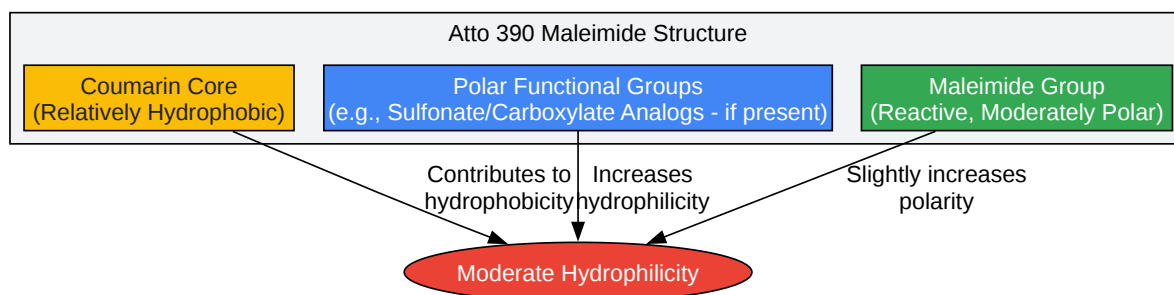 Atto 390 Maleimide Structure
Coumarin Core
(Relatively Hydrophobic)
Polar Functional Groups
(e.g., Sulfonate/Carboxylate Analogs - if present)
Maleimide Group
(Reactive, Moderately Polar)
Contributes to
hydrophobicity
Increases
hydrophilicity
Slightly increases
polarity
Moderate Hydrophilicity